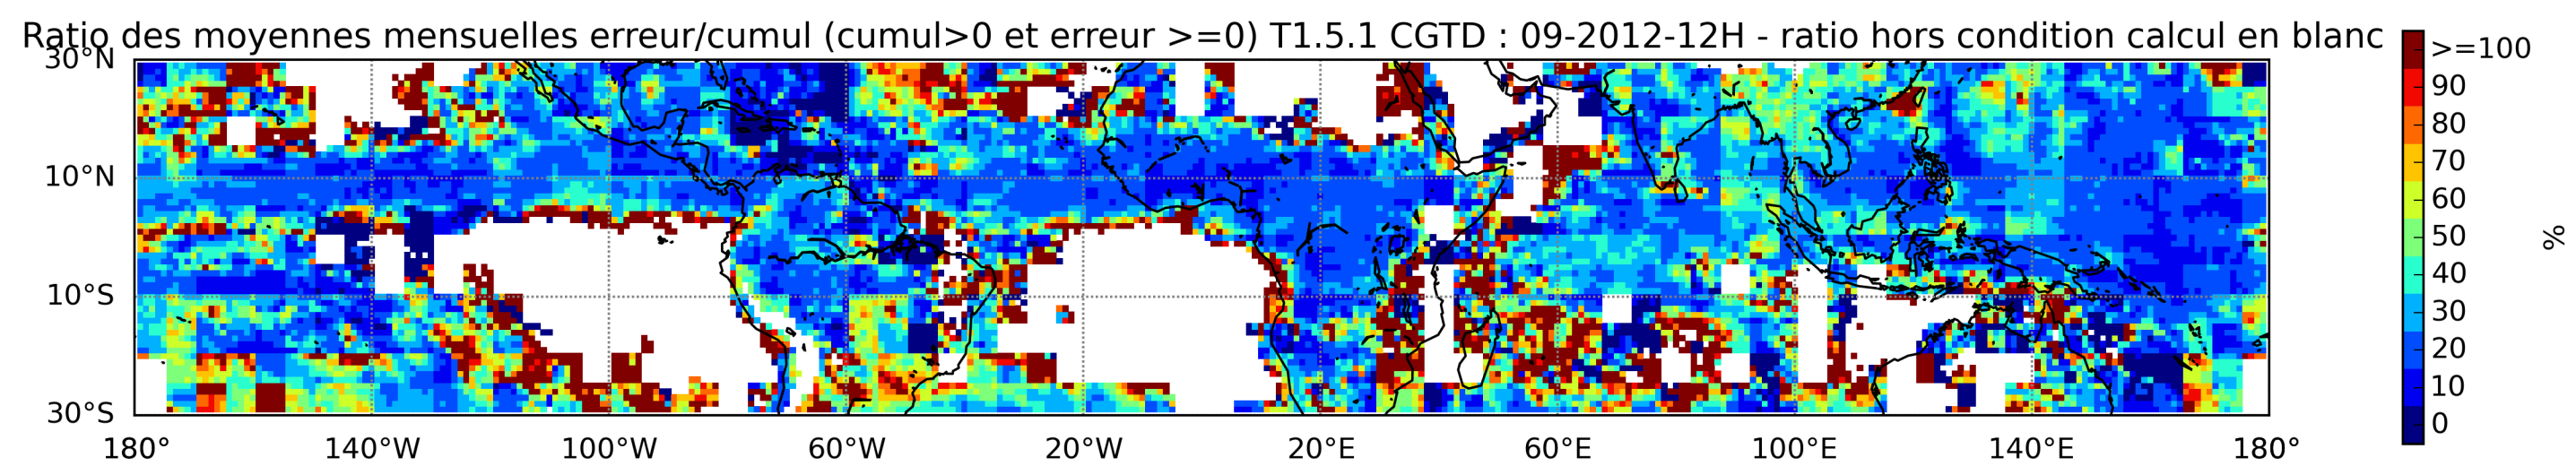 Ratio des moyennes mensuelles erreur/cumul (cumul>0 et erreur >=0) T1.5.1 CGTD : 09-2012-12H - ratio hors condition calcul en blanc
30°N
10°N
10°S
30°S
180° 140°W 100°W 60°W 20°W 20°E 60°E 100°E 140°E 180°
>=100
90
80
70
60
50
40
30
20
10
0
%